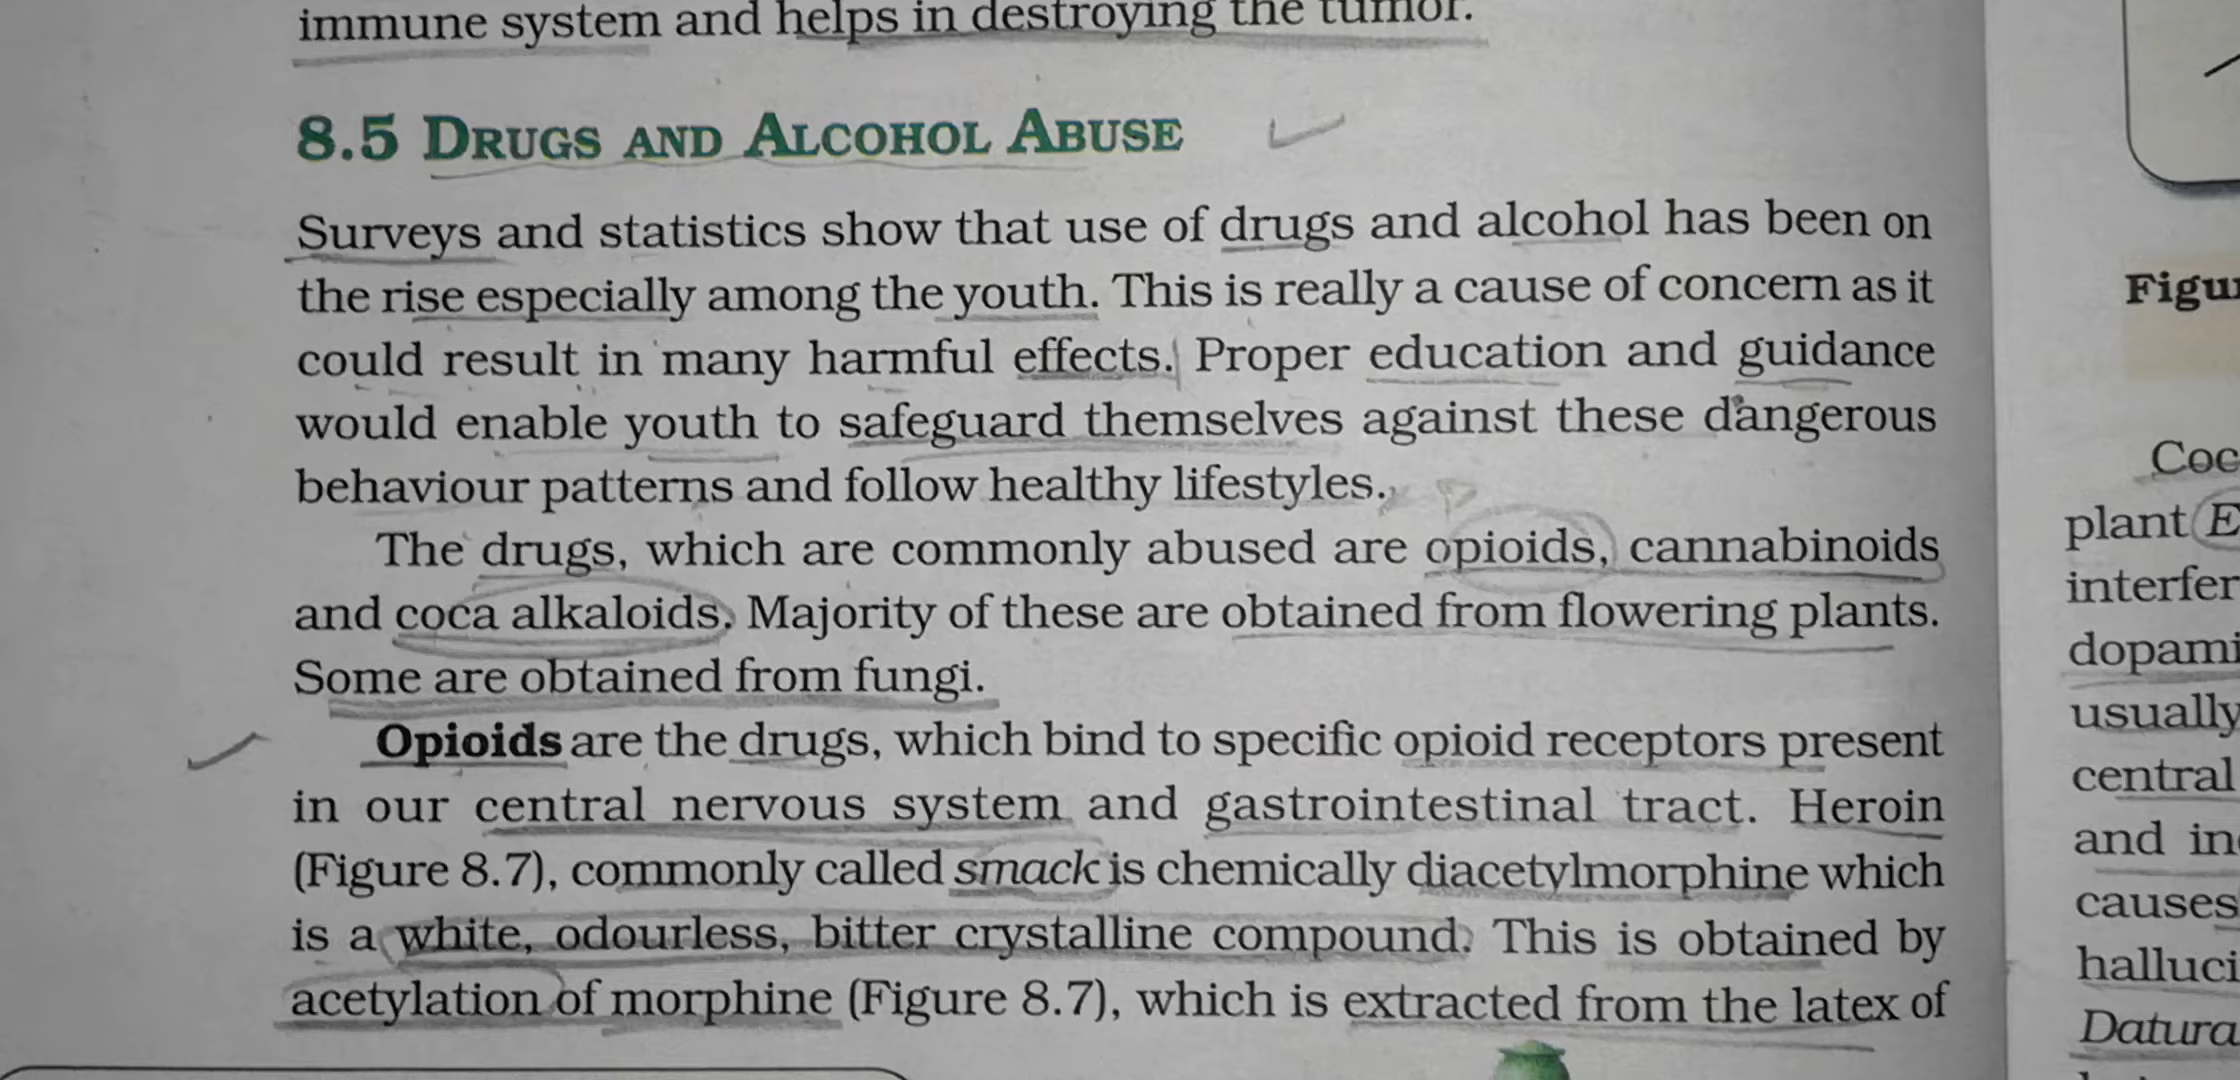 immune system and helps in destroying the tumor.
8.5 DRUGS AND ALCOHOL ABUSE
Surveys and statistics show that use of drugs and alcohol has been on
the rise especially among the youth. This is really a cause of concern as it
could result in many harmful effects. Proper education and guidance
would enable youth to safeguard themselves against these dangerous
behaviour patterns and follow healthy lifestyles.
The drugs, which are commonly abused are opioids, cannabinoids
and coca alkaloids. Majority of these are obtained from flowering plants.
Some are obtained from fungi.
Opioids are the drugs, which bind to specific opioid receptors present
in our central nervous system and gastrointestinal tract. Heroin
(Figure 8.7), commonly called smack is chemically diacetylmorphine which
is a white, odourless, bitter crystalline compound. This is obtained by
acetylation of morphine (Figure 8.7), which is extracted from the latex of
plant
usually
central
and
causes
Datura